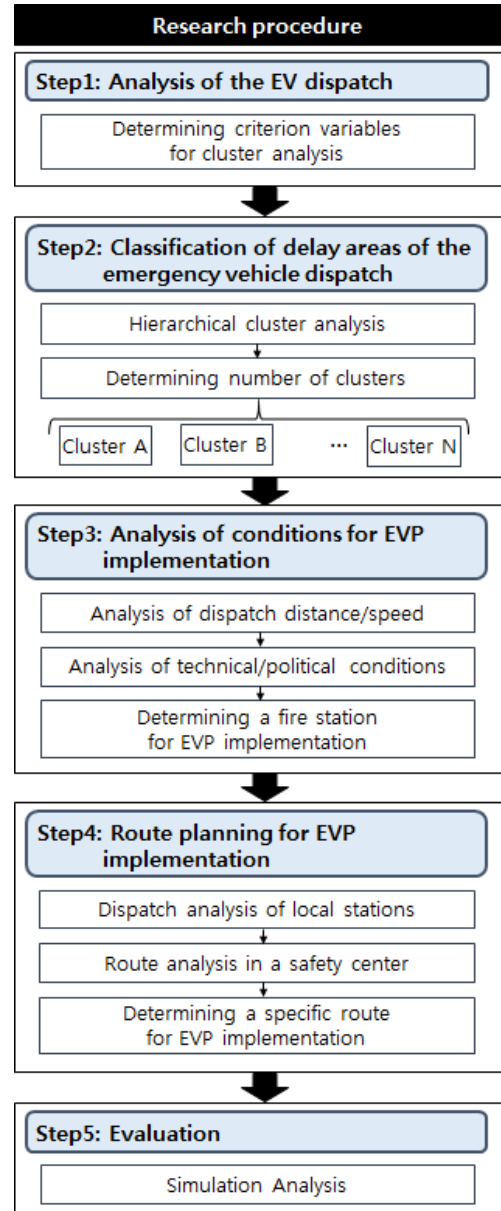 Research procedure
Step1: Analysis of the EV dispatch
Determining criterion variables
for cluster analysis
Step2: Classification of delay areas of the
emergency vehicle dispatch
Hierarchical cluster analysis
Determining number of clusters
Cluster A Cluster B ··· Cluster N
Step3: Analysis of conditions for EVP
implementation
Analysis of dispatch distance/speed
Analysis of technical/political conditions
Determining a fire station
for EVP implementation
Step4: Route planning for EVP
implementation
Dispatch analysis of local stations
Route analysis in a safety center
Determining a specific route
for EVP implementation
Step5: Evaluation
Simulation Analysis